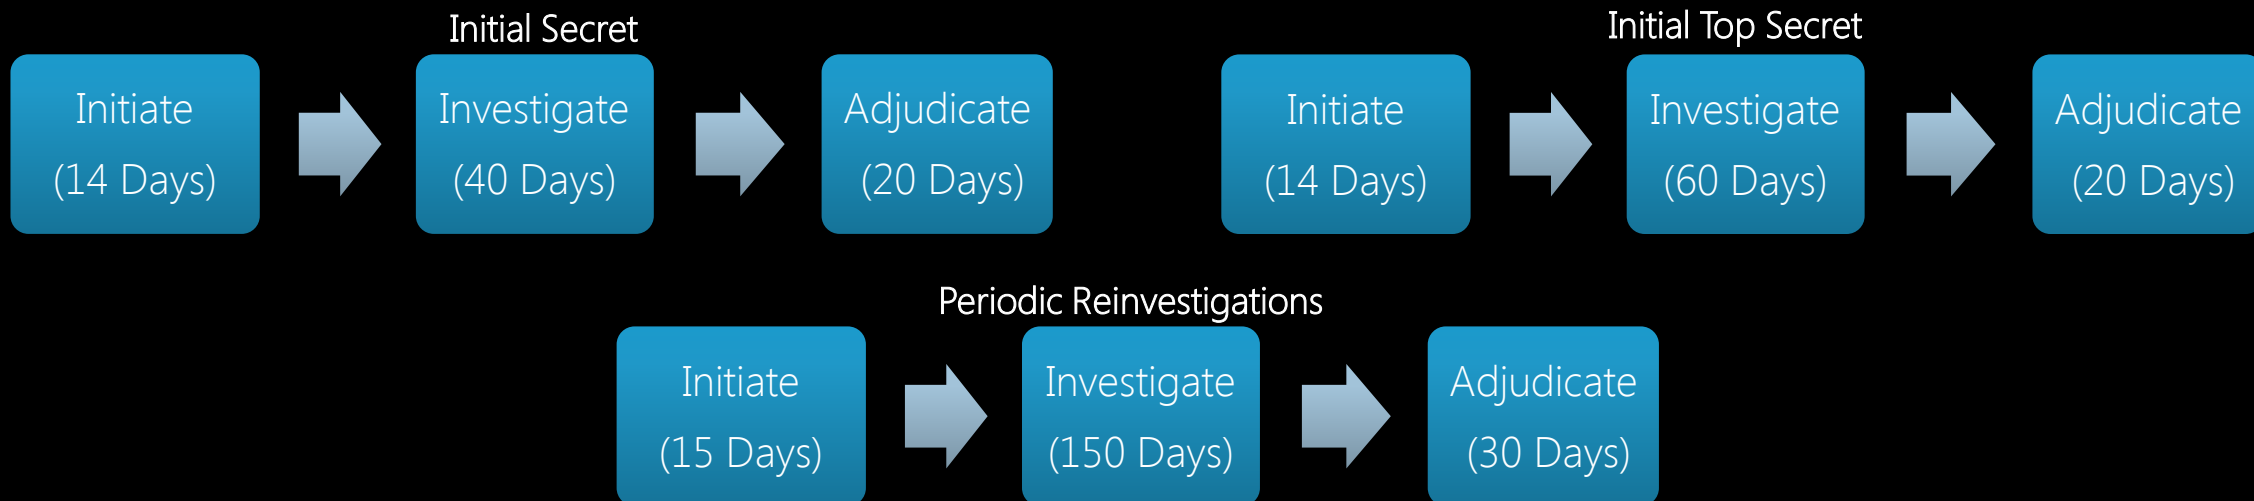 Initial Secret
Initiate
(14 Days)
Investigate
(40 Days)
Adjudicate
(20 Days)
Initial Top Secret
Initiate
(14 Days)
Investigate
(60 Days)
Adjudicate
(20 Days)
Periodic Reinvestigations
Initiate
(15 Days)
Investigate
(150 Days)
Adjudicate
(30 Days)